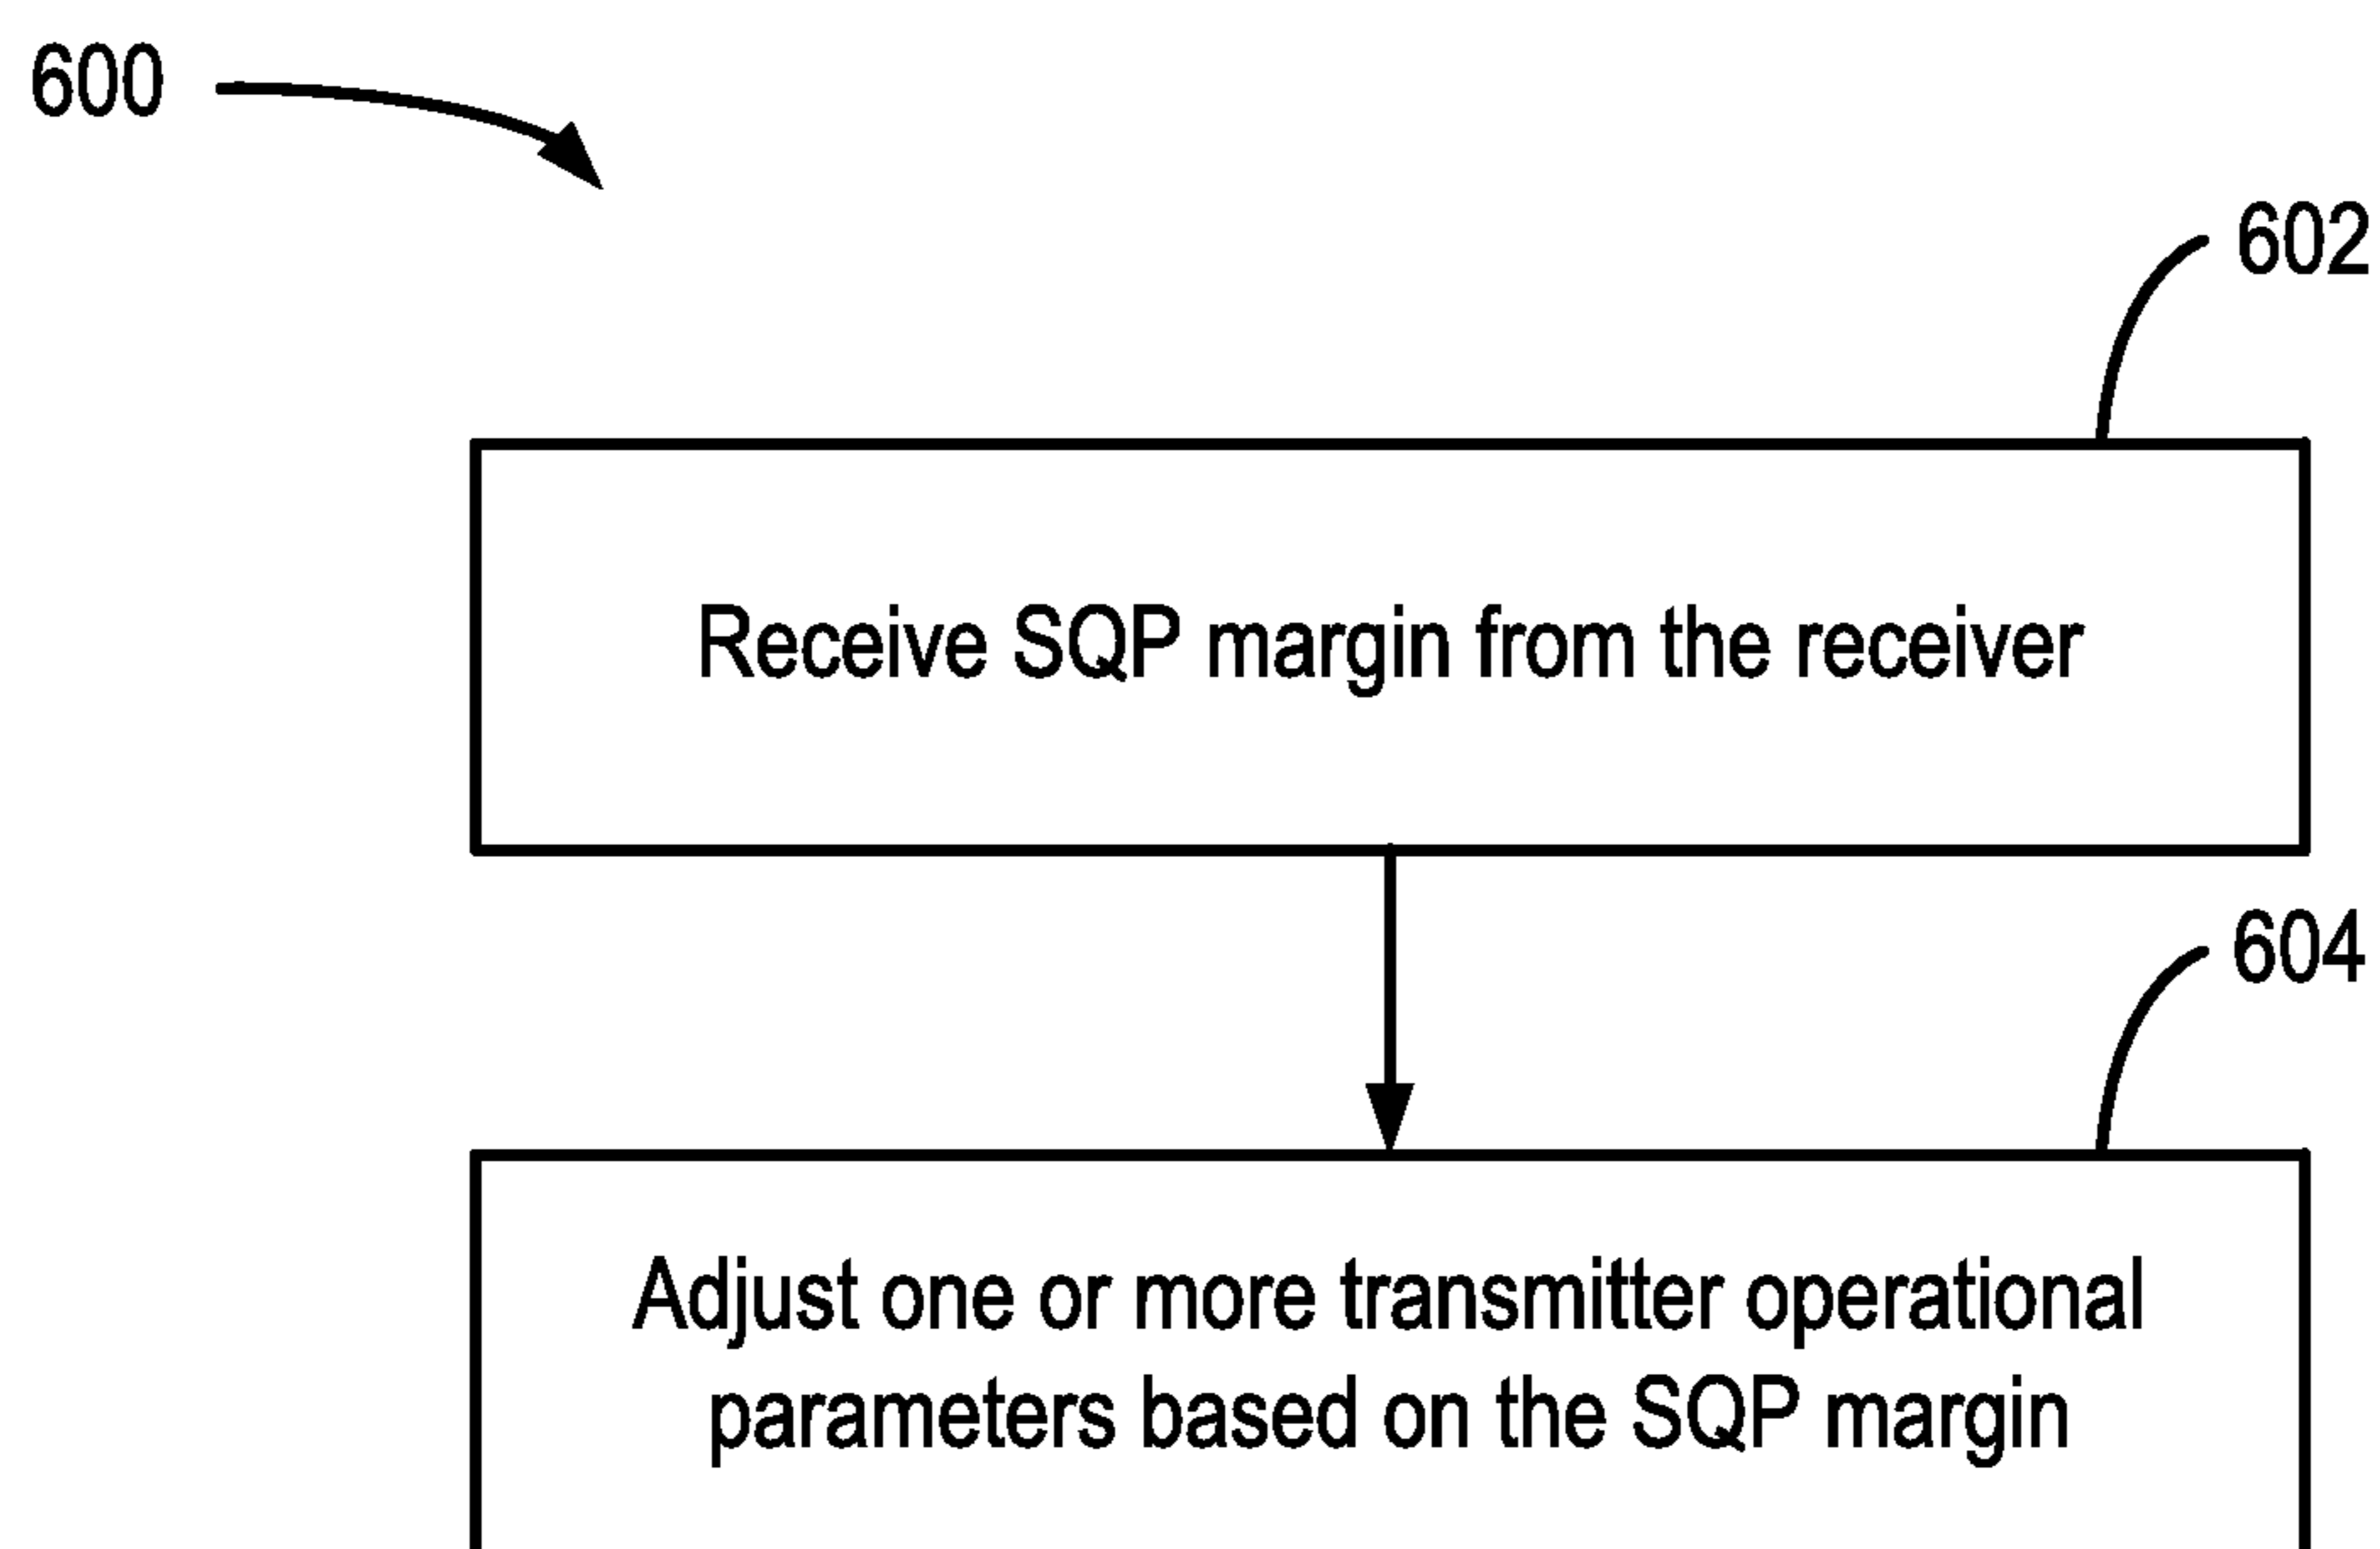 600
602
Receive SQP margin from the receiver
604
Adjust one or more transmitter operational
parameters based on the SQP margin